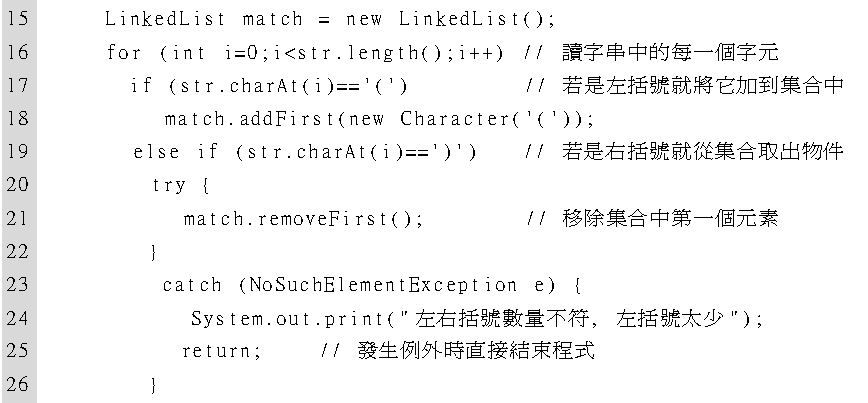 15 LinkedList match = new LinkedList();
16 for (int i=0;i<str.length();i++) // 讀字串中的每一個字元
17 if (str.charAt(i)=='(') // 若是左括號就將它加到集合中
18 match.addFirst(new Character('('));
19 else if (str.charAt(i)==')') // 若是右括號就從集合取出物件
20 try {
21 match.removeFirst(); // 移除集合中第一個元素
22 }
23 catch (NoSuchElementException e) {
24 System.out.print("左右括號數量不符, 左括號太少");
25 return; // 發生例外時直接結束程式
26 }